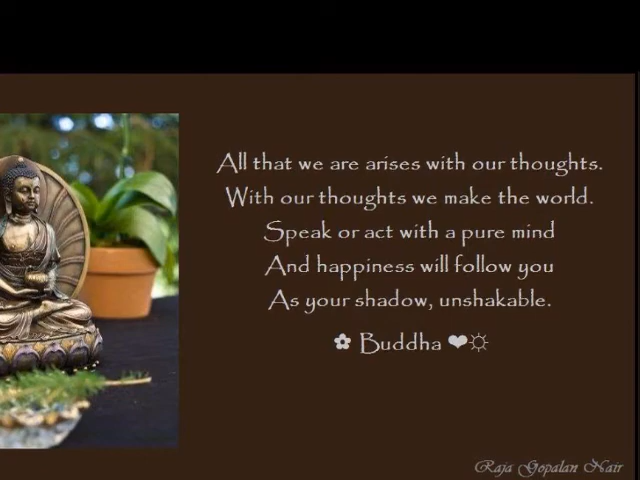 All that we are arises with our thoughts.
With our thoughts we make the world.
Speak or act with a pure mind
And happiness will follow you
As your shadow, unshakable.
✿ Buddha ❤☼
Raja Gopalan Nair